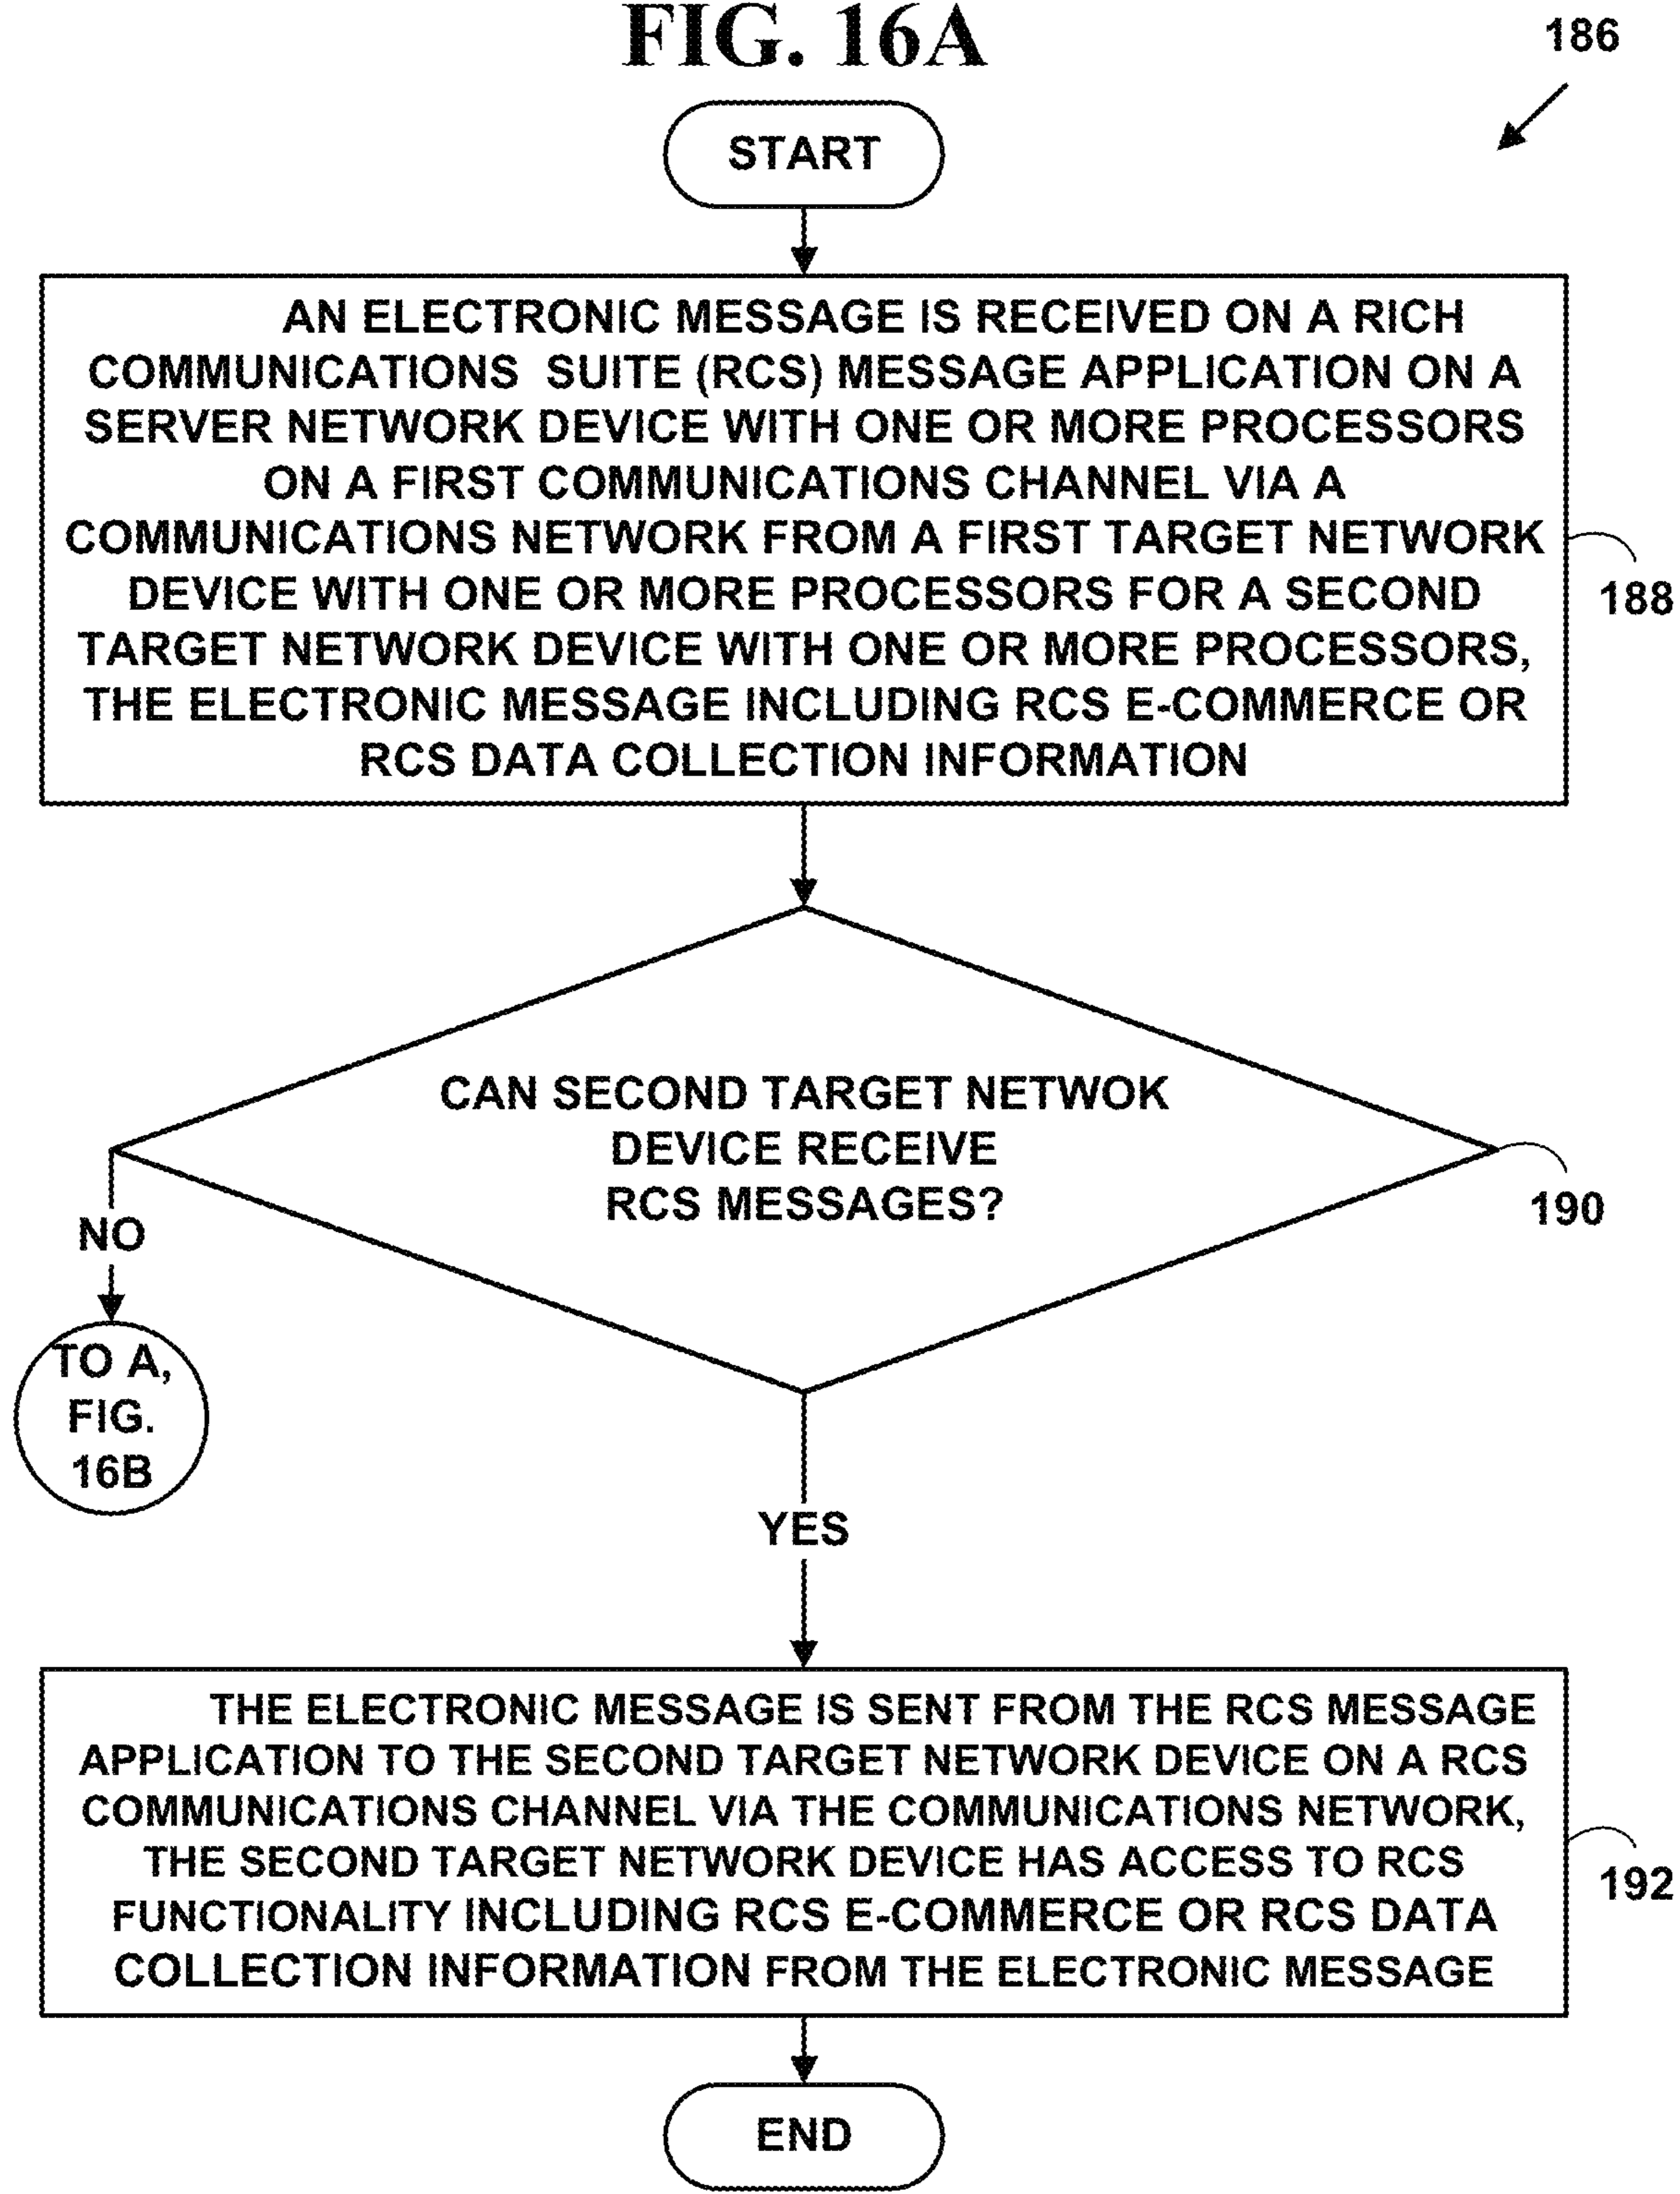 FIG. 16A
186
START
AN ELECTRONIC MESSAGE IS RECEIVED ON A RICH
COMMUNICATIONS SUITE (RCS) MESSAGE APPLICATION ON A
SERVER NETWORK DEVICE WITH ONE OR MORE PROCESSORS
ON A FIRST COMMUNICATIONS CHANNEL VIA A
COMMUNICATIONS NETWORK FROM A FIRST TARGET NETWORK
DEVICE WITH ONE OR MORE PROCESSORS FOR A SECOND
TARGET NETWORK DEVICE WITH ONE OR MORE PROCESSORS,
THE ELECTRONIC MESSAGE INCLUDING RCS E-COMMERCE OR
RCS DATA COLLECTION INFORMATION
188
CAN SECOND TARGET NETWOK
DEVICE RECEIVE
RCS MESSAGES?
190
NO
TO A,
FIG.
16B
YES
THE ELECTRONIC MESSAGE IS SENT FROM THE RCS MESSAGE
APPLICATION TO THE SECOND TARGET NETWORK DEVICE ON A RCS
COMMUNICATIONS CHANNEL VIA THE COMMUNICATIONS NETWORK,
THE SECOND TARGET NETWORK DEVICE HAS ACCESS TO RCS
FUNCTIONALITY INCLUDING RCS E-COMMERCE OR RCS DATA
COLLECTION INFORMATION FROM THE ELECTRONIC MESSAGE
192
END